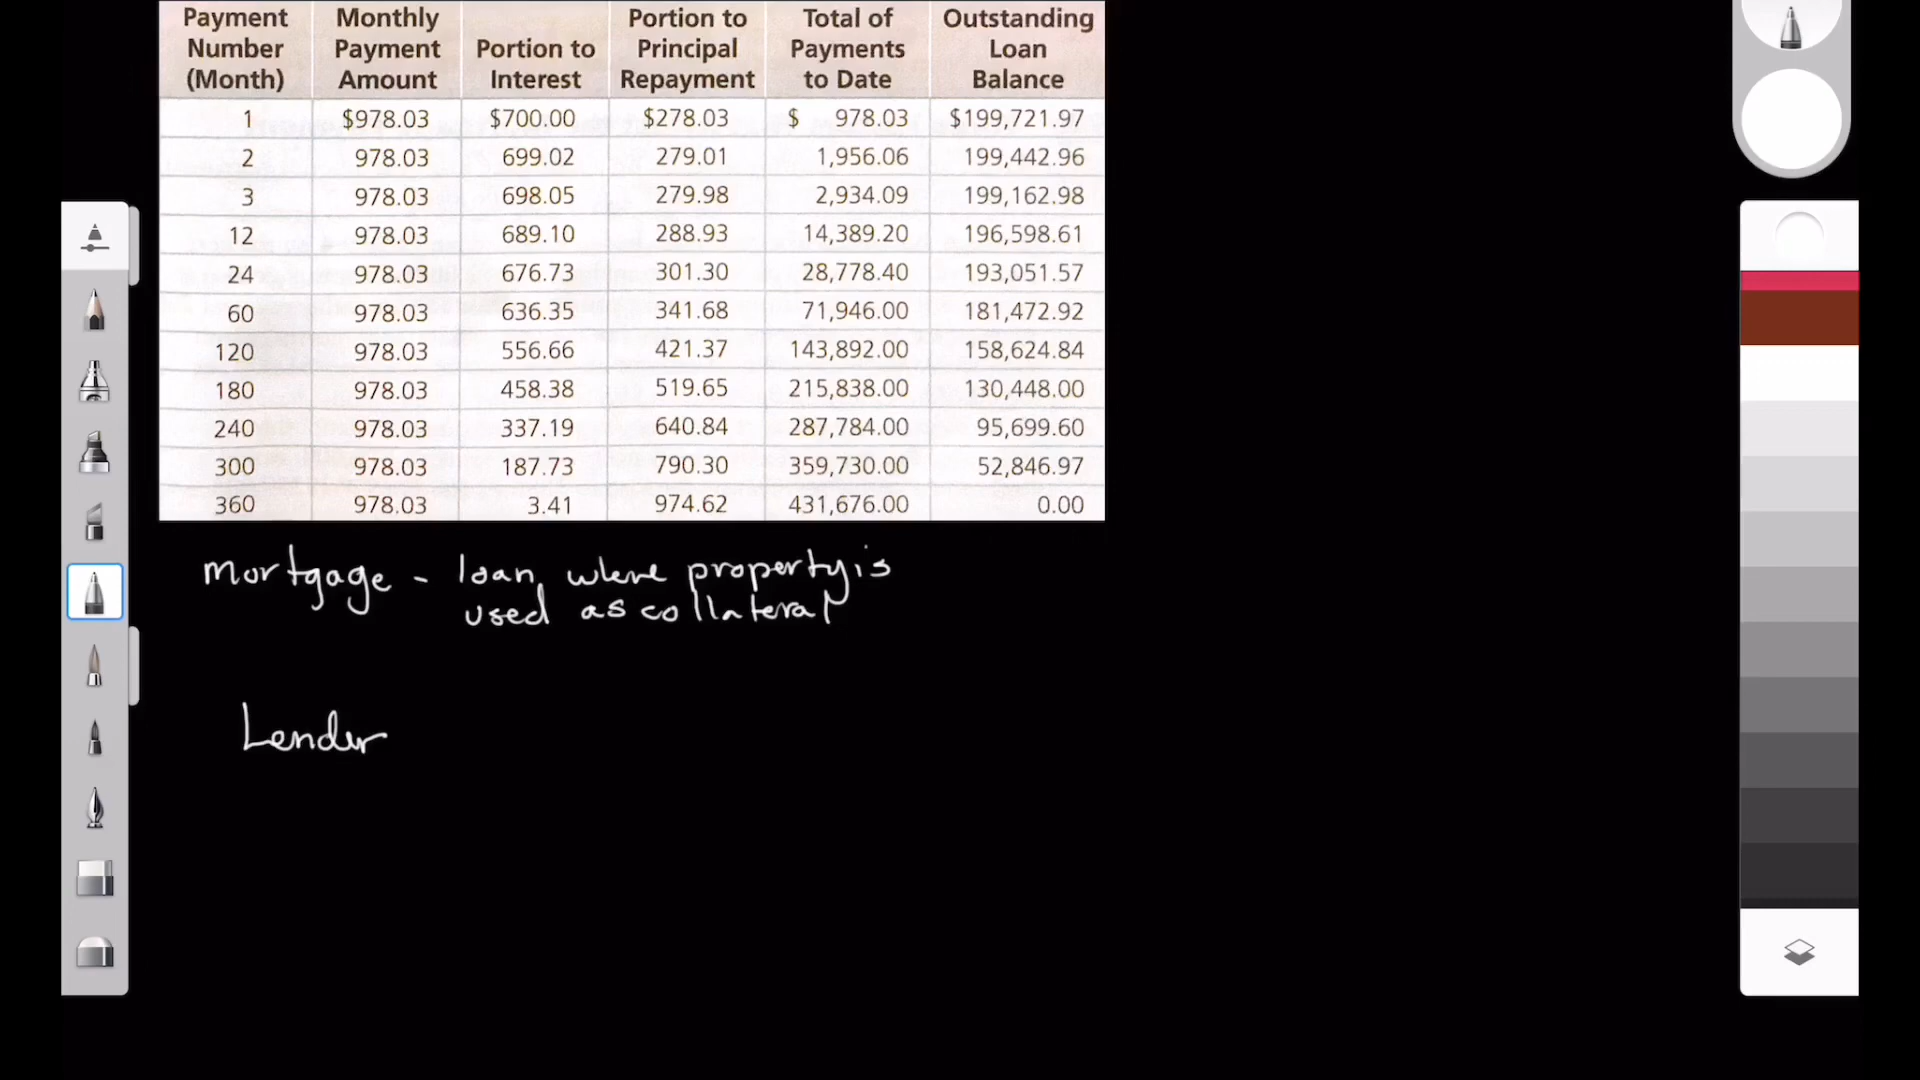 Payment Number (Month) Monthly Payment Amount Portion to Interest Portion to Principal Repayment Total of Payments to Date Outstanding Loan Balance
1 $978.03 $700.00 $278.03 $ 978.03 $199,721.97
2 978.03 699.02 279.01 1,956.06 199,442.96
3 978.03 698.05 279.98 2,934.09 199,162.98
12 978.03 689.10 288.93 14,389.20 196,598.61
24 978.03 676.73 301.30 28,778.40 193,051.57
60 978.03 636.35 341.68 71,946.00 181,472.92
120 978.03 556.66 421.37 143,892.00 158,624.84
180 978.03 458.38 519.65 215,838.00 130,448.00
240 978.03 337.19 640.84 287,784.00 95,699.60
300 978.03 187.73 790.30 359,730.00 52,846.97
360 978.03 3.41 974.62 431,676.00 0.00
mortgage - loan where property is
used as collateral
Lender